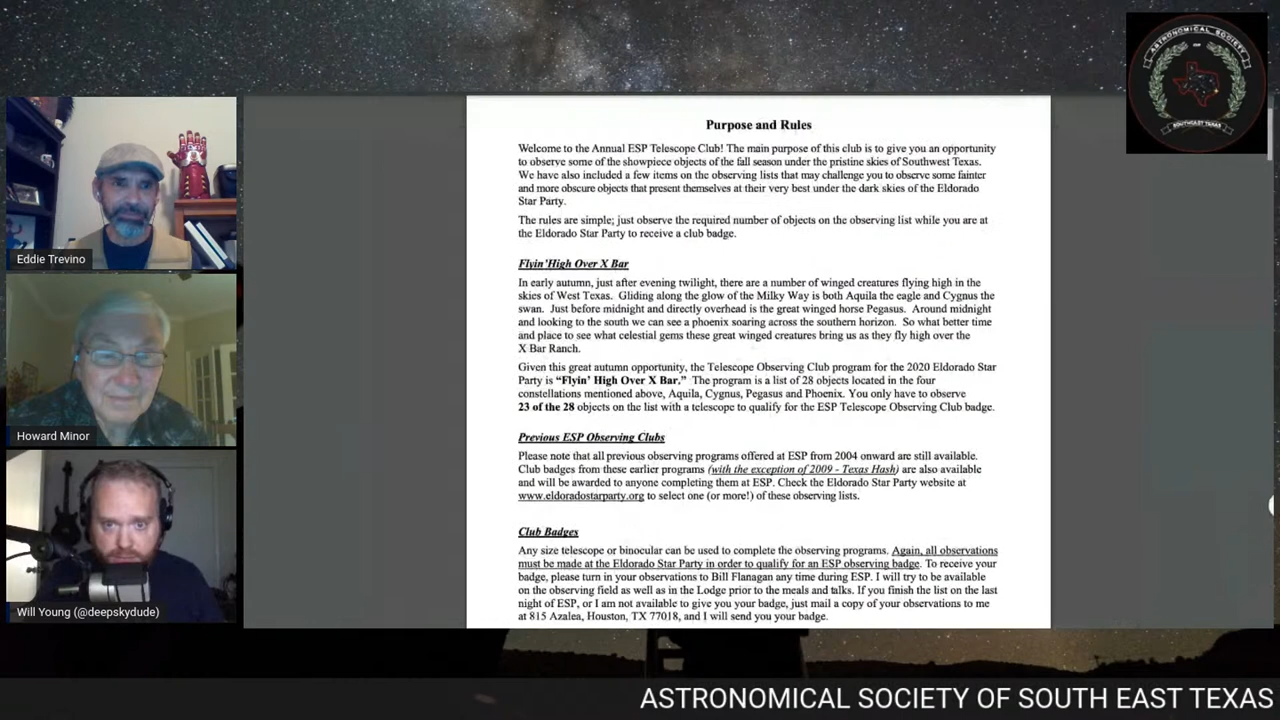 ASTRONOMICAL SOCIETY
SOUTHEAST TEXAS
Purpose and Rules
Welcome to the Annual ESP Telescope Club! The main purpose of this club is to give you an opportunity
to observe some of the showpiece objects of the fall season under the pristine skies of Southwest Texas.
We have also included a few items on the observing lists that may challenge you to observe some fainter
and more obscure objects that present themselves at their very best under the dark skies of the Eldorado
Star Party.
The rules are simple; just observe the required number of objects on the observing list while you are at
the Eldorado Star Party to receive a club badge.
Flyin'High Over X Bar
In early autumn, just after evening twilight, there are a number of winged creatures flying high in the
skies of West Texas. Gliding along the glow of the Milky Way is both Aquila the eagle and Cygnus the
swan. Just before midnight and directly overhead is the great winged horse Pegasus. Around midnight
and looking to the south we can see a phoenix soaring across the southern horizon. So what better time
and place to see what celestial gems these great winged creatures bring us as they fly high over the
X Bar Ranch.
Given this great autumn opportunity, the Telescope Observing Club program for the 2020 Eldorado Star
Party is "Flyin' High Over X Bar." The program is a list of 28 objects located in the four
constellations mentioned above, Aquila, Cygnus, Pegasus and Phoenix. You only have to observe
23 of the 28 objects on the list with a telescope to qualify for the ESP Telescope Observing Club badge.
Previous ESP Observing Clubs
Please note that all previous observing programs offered at ESP from 2004 onward are still available.
Club badges from these earlier programs (with the exception of 2009 - Texas Hash) are also available
and will be awarded to anyone completing them at ESP. Check the Eldorado Star Party website at
www.eldoradostarparty.org to select one (or more!) of these observing lists.
Club Badges
Any size telescope or binocular can be used to complete the observing programs. Again, all observations
must be made at the Eldorado Star Party in order to qualify for an ESP observing badge. To receive your
badge, please turn in your observations to Bill Flanagan any time during ESP. I will try to be available
on the observing field as well as in the Lodge prior to the meals and talks. If you finish the list on the last
night of ESP, or I am not available to give you your badge, just mail a copy of your observations to me
at 815 Azalea, Houston, TX 77018, and I will send you your badge.
Eddie Trevino
Howard Minor
Will Young (@deepskydude)
ASTRONOMICAL SOCIETY OF SOUTH EAST TEXAS